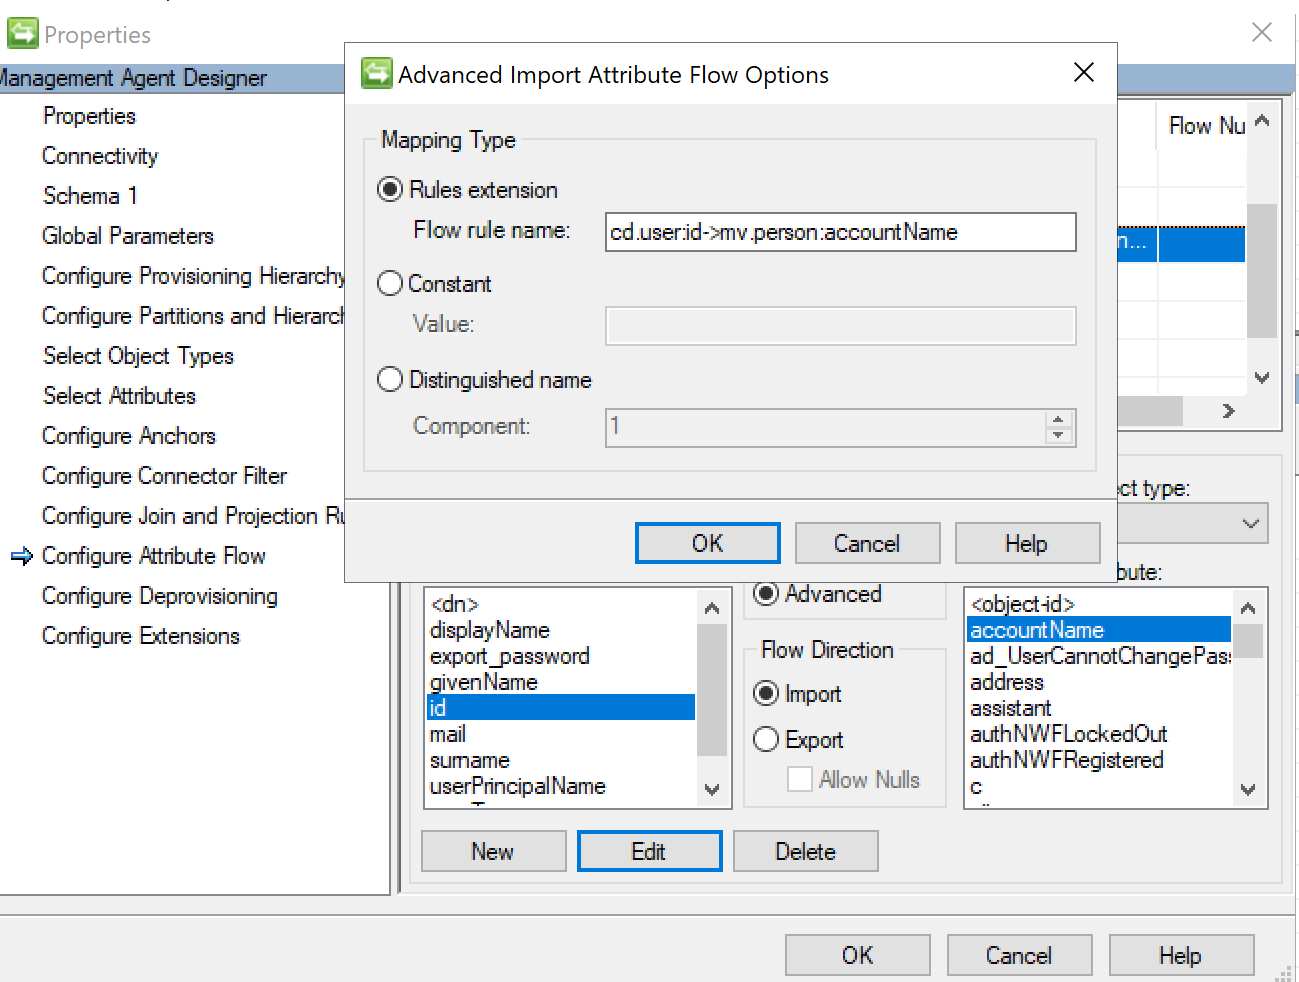 Properties
Management Agent Designer
Properties
Connectivity
Schema 1
Global Parameters
Configure Provisioning Hierarchy
Configure Partitions and Hierarch
Select Object Types
Select Attributes
Configure Anchors
Configure Connector Filter
Configure Join and Projection Ru
Configure Attribute Flow
Configure Deprovisioning
Configure Extensions
Advanced Import Attribute Flow Options
Mapping Type
Rules extension
Flow rule name: cd.user:id->mv.person:accountName
Constant
Value:
Distinguished name
Component: 1
OK Cancel Help
Flow Nu
n...
ct type:
bute:
<dn>
displayName
export_password
givenName
id
mail
surname
userPrincipalName
Advanced
Flow Direction
Import
Export
Allow Nulls
<object-id>
accountName
ad_UserCannotChangePas
address
assistant
authNWFLockedOut
authNWFRegistered
c
New Edit Delete
OK Cancel Help